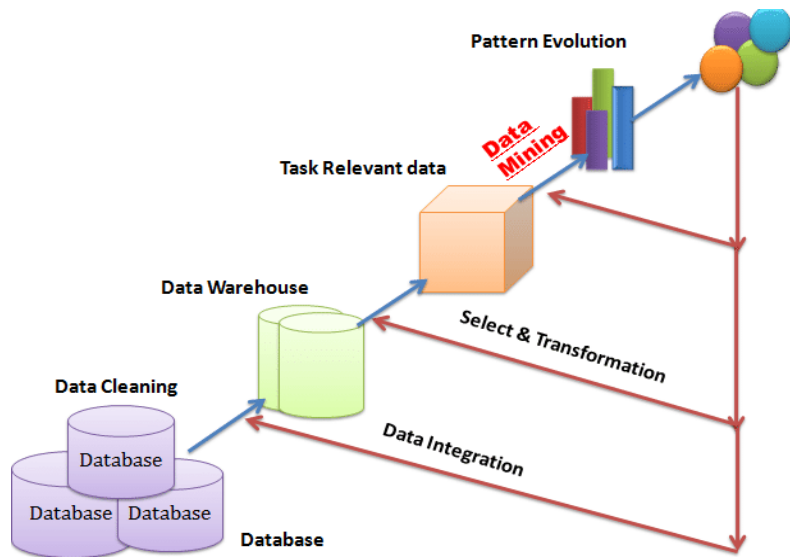 Pattern Evolution
Data
Mining
Task Relevant data
Data Warehouse
Select & Transformation
Data Cleaning
Data Integration
Database
Database
Database
Database